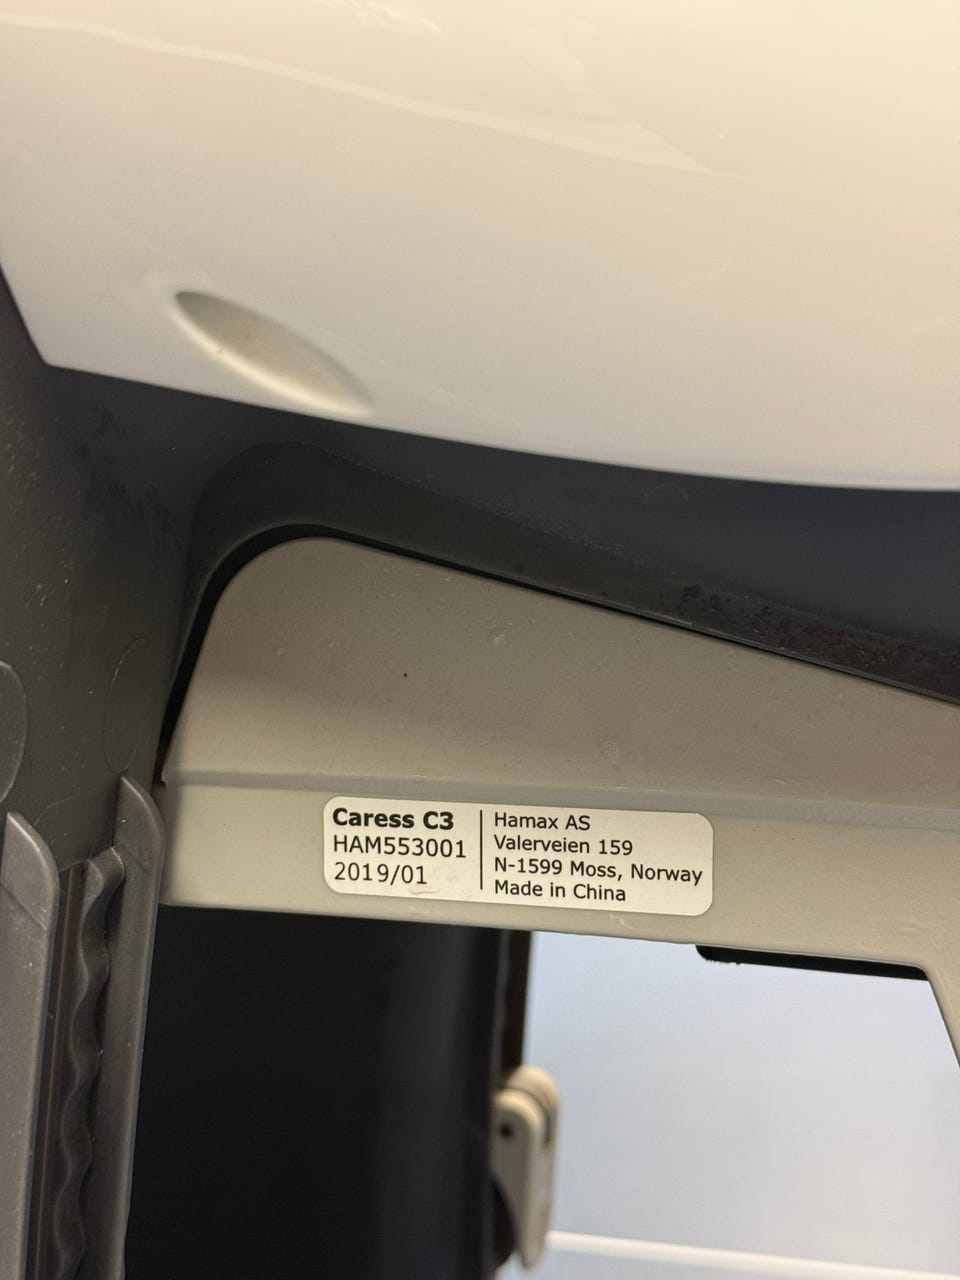 Caress C3
HAM553001
2019/01
Hamax AS
Valerveien 159
N-1599 Moss, Norway
Made in China